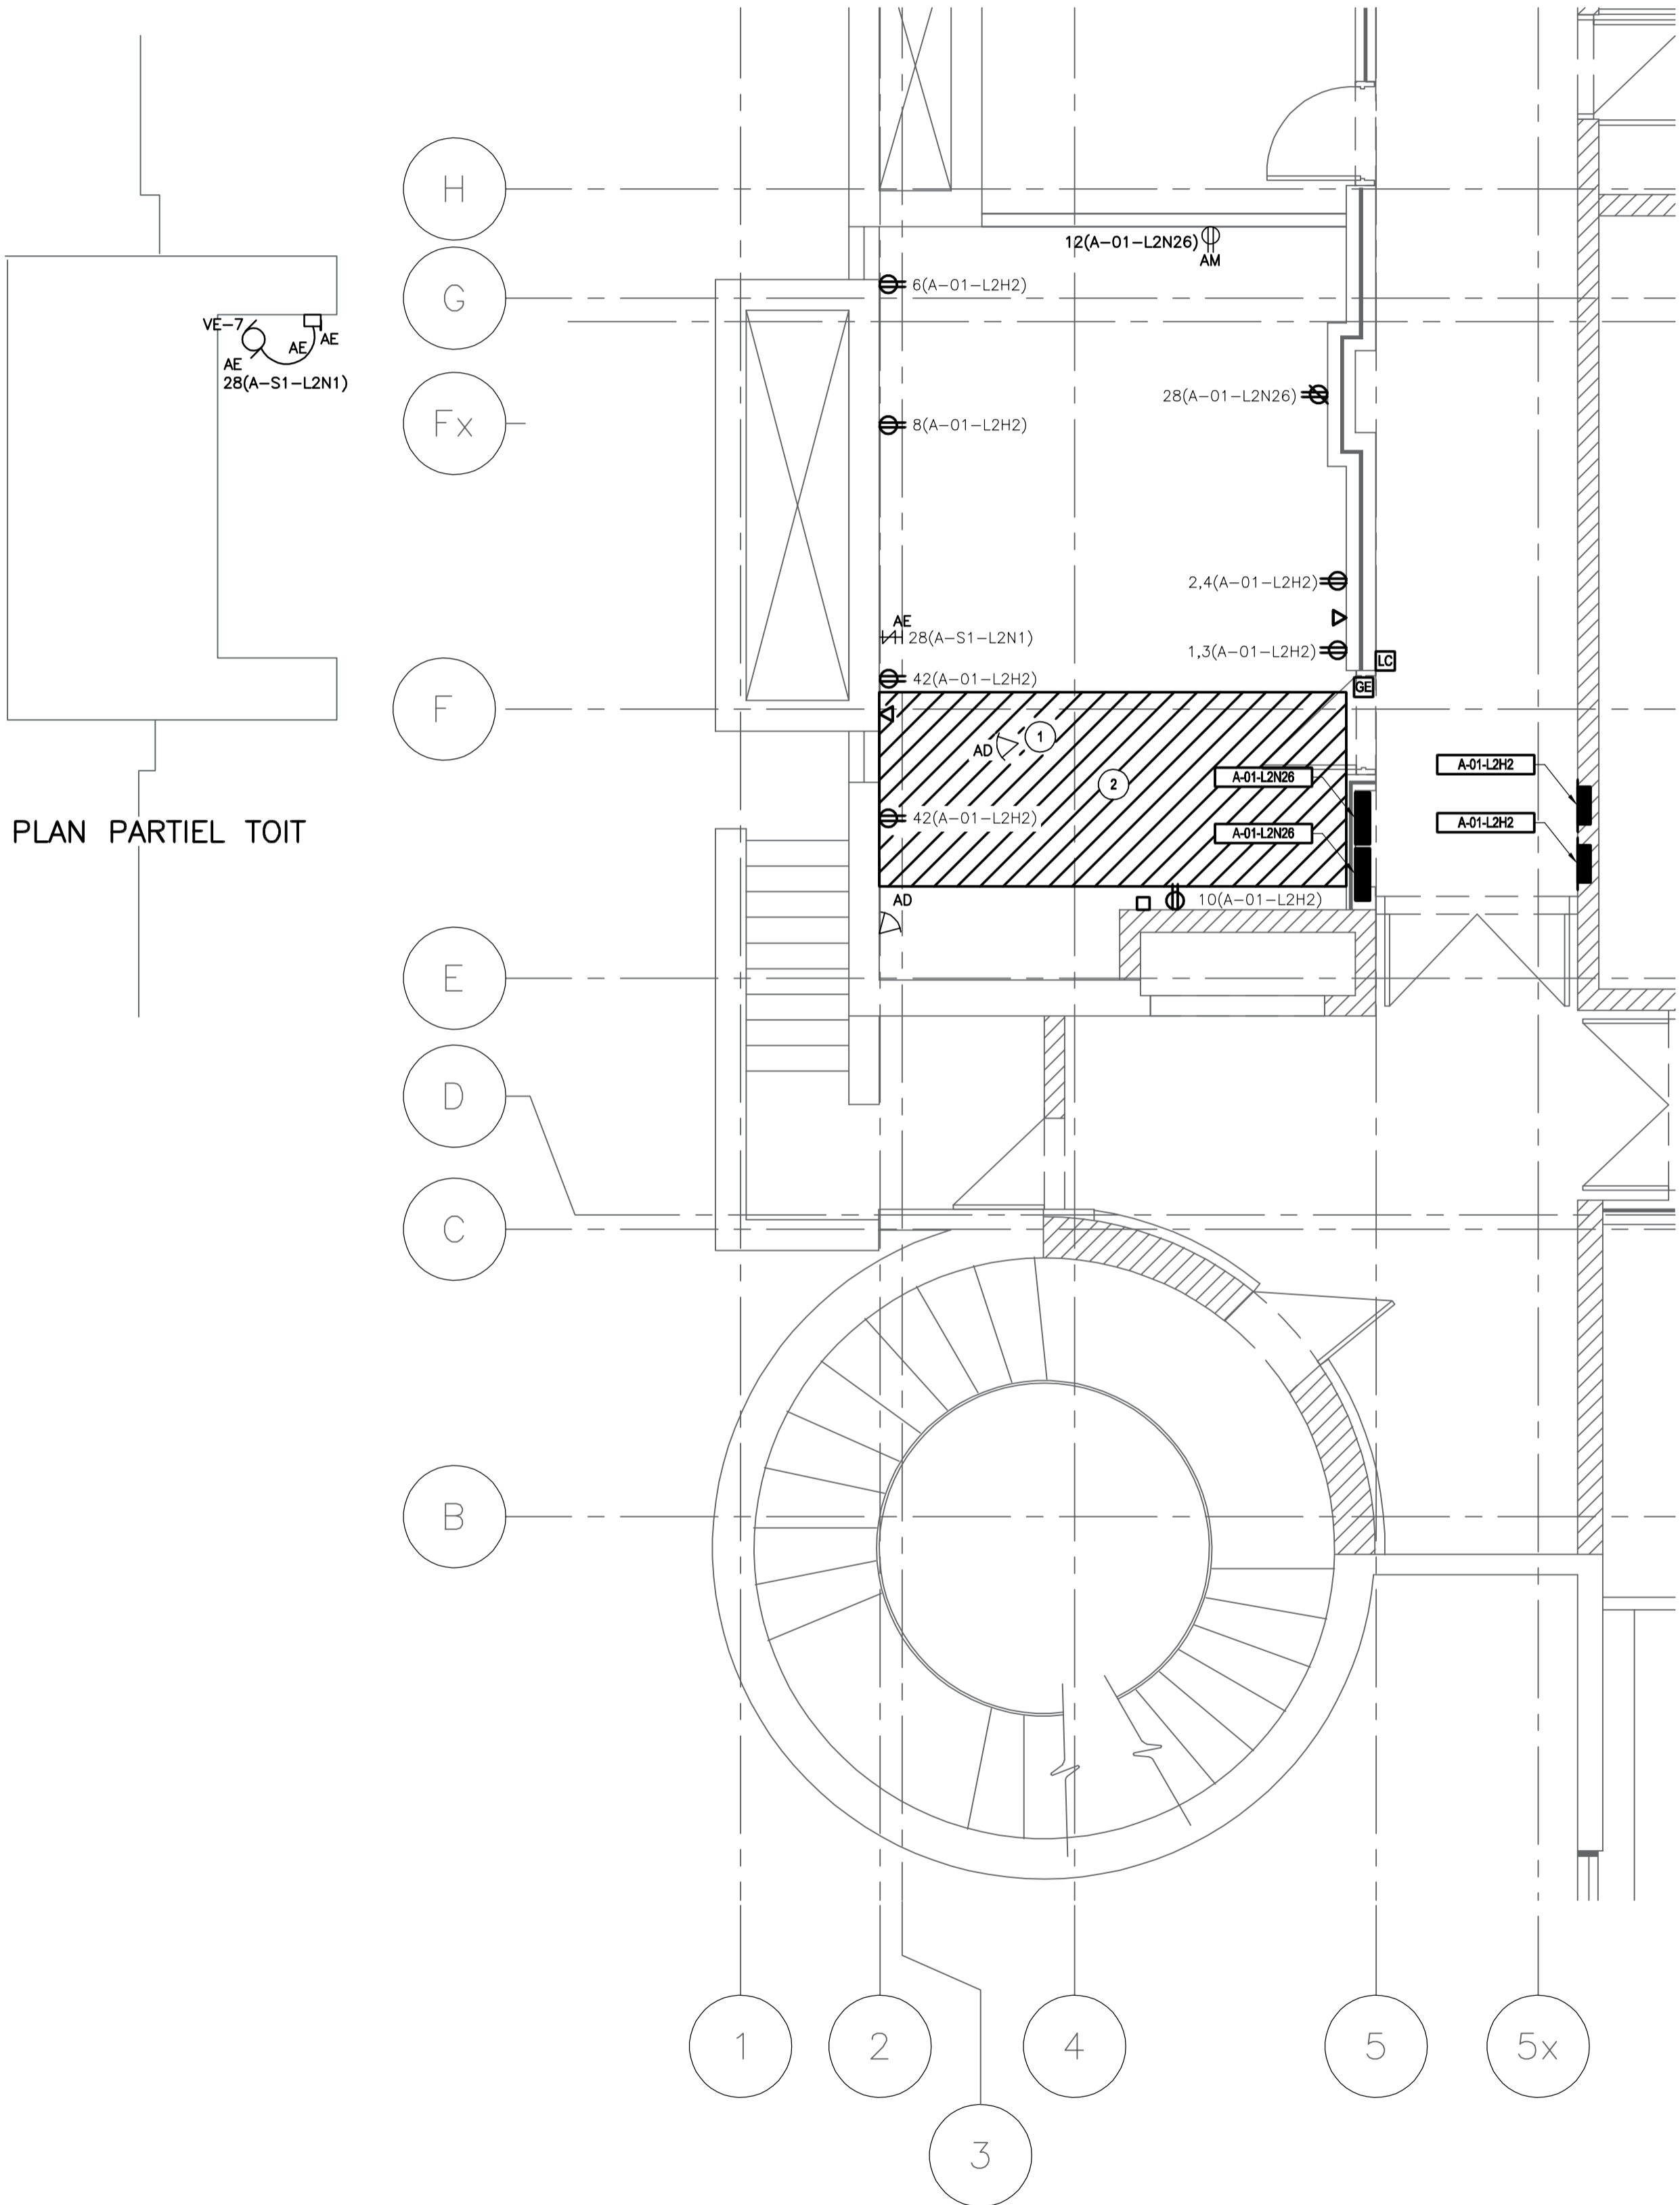 H
12(A-01-L2N26)
AM
G
6(A-01-L2H2)
VE-7
AE
AE
AE
28(A-S1-L2N1)
28(A-01-L2N26)
Fx
8(A-01-L2H2)
2,4(A-01-L2H2)
AE
28(A-S1-L2N1)
1,3(A-01-L2H2)
LC
42(A-01-L2H2)
GE
F
1
AD
A-01-L2H2
A-01-L2N26
2
42(A-01-L2H2)
A-01-L2H2
PLAN PARTIEL TOIT
A-01-L2N26
AD
10(A-01-L2H2)
E
D
C
B
1
2
4
5
5x
3